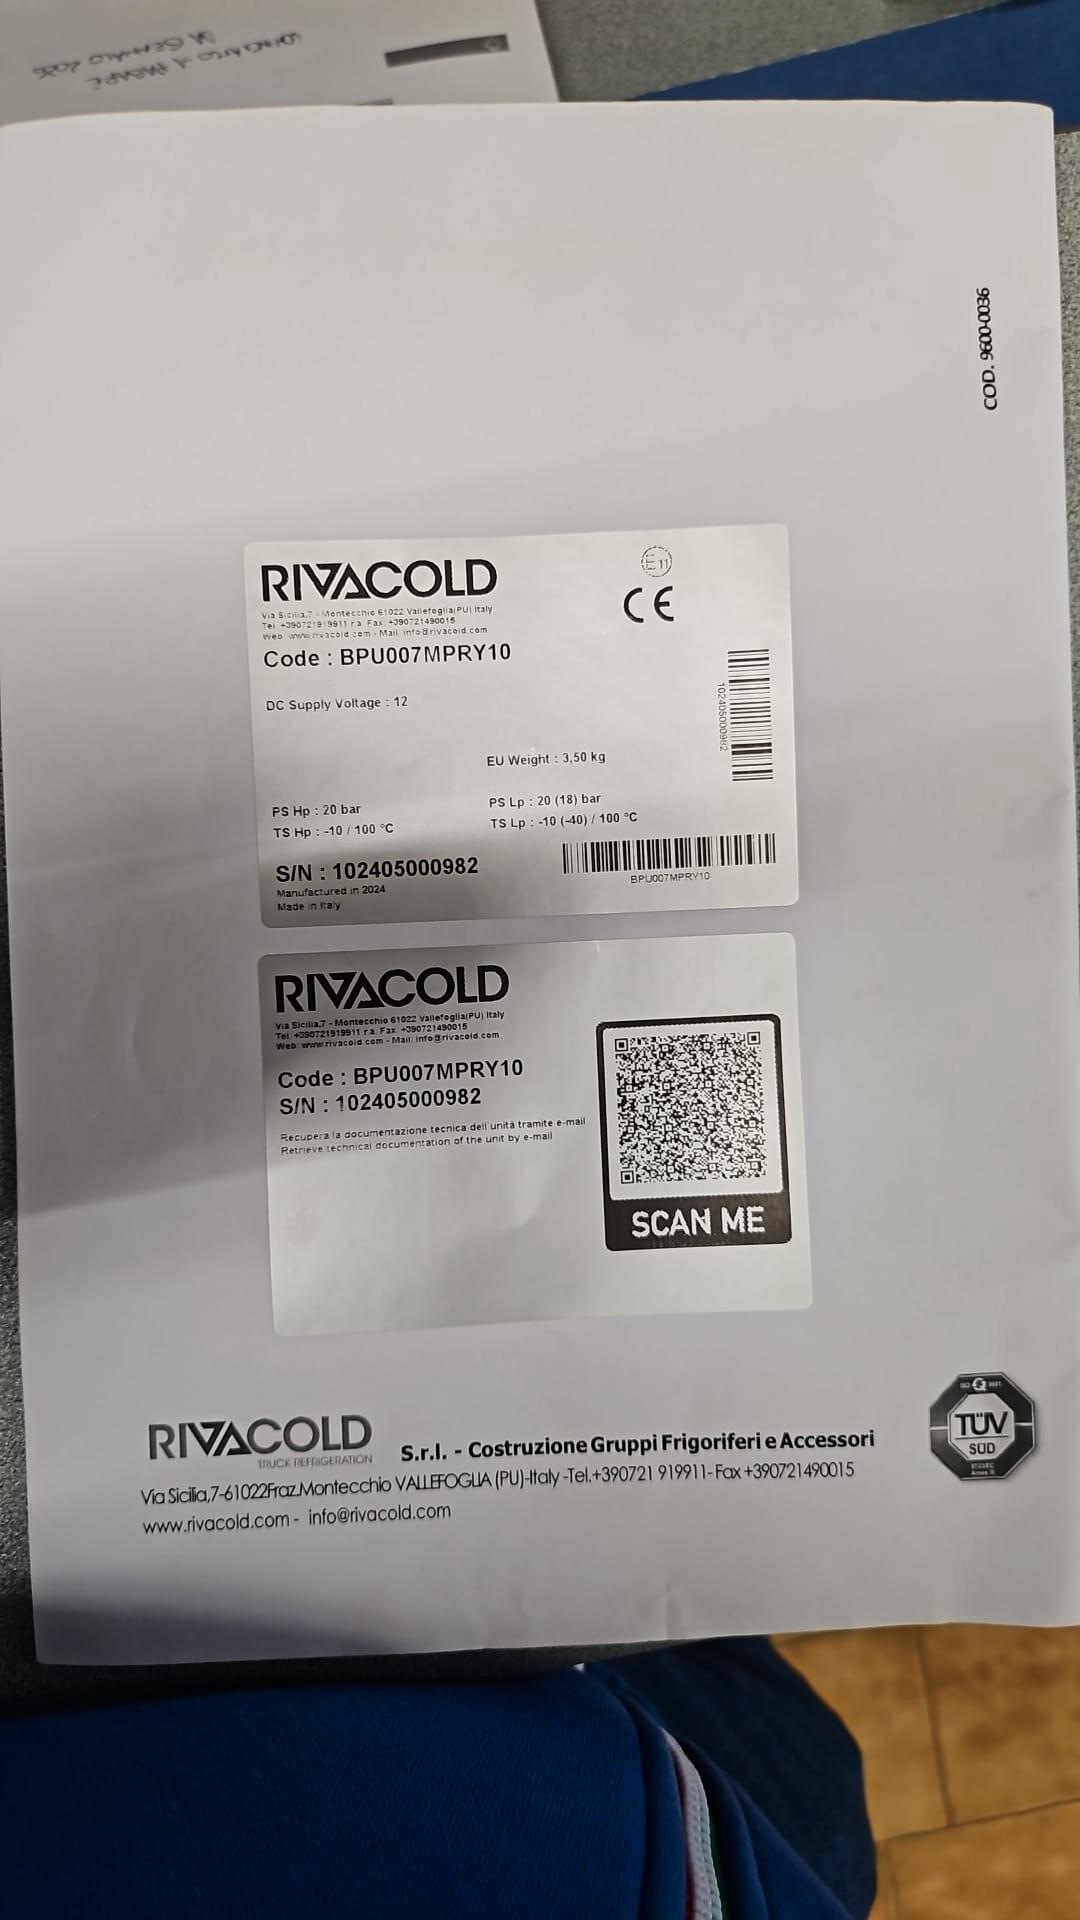 COD. 9600-0036
RIVACOLD
E11
CE
Via Sicilia,7 - Montecchio 61022 Vallefoglia(PU) Italy
Tel. +390721919911 r.a. Fax. +390721490015
Web: www.rivacold.com - Mail: info@rivacold.com
Code : BPU007MPRY10
DC Supply Voltage : 12
102405000982
EU Weight : 3,50 kg
PS Hp : 20 bar
PS Lp : 20 (18) bar
TS Hp : -10 / 100 °C
TS Lp : -10 (-40) / 100 °C
S/N : 102405000982
BPU007MPRY10
Manufactured in 2024
Made in Italy
RIVACOLD
Via Sicilia,7 - Montecchio 61022 Vallefoglia(PU) Italy
Tel. +390721919911 r.a. Fax. +390721490015
Web: www.rivacold.com - Mail: info@rivacold.com
Code : BPU007MPRY10
S/N : 102405000982
Recupera la documentazione tecnica dell'unità tramite e-mail
Retrieve technical documentation of the unit by e-mail
SCAN ME
RIVACOLD
TRUCK REFRIGERATION
S.r.l. - Costruzione Gruppi Frigoriferi e Accessori
Via Sicilia,7-61022Fraz.Montecchio VALLEFOGLIA (PU)-Italy -Tel.+390721 919911- Fax +390721490015
www.rivacold.com - info@rivacold.com
TÜV
SÜD